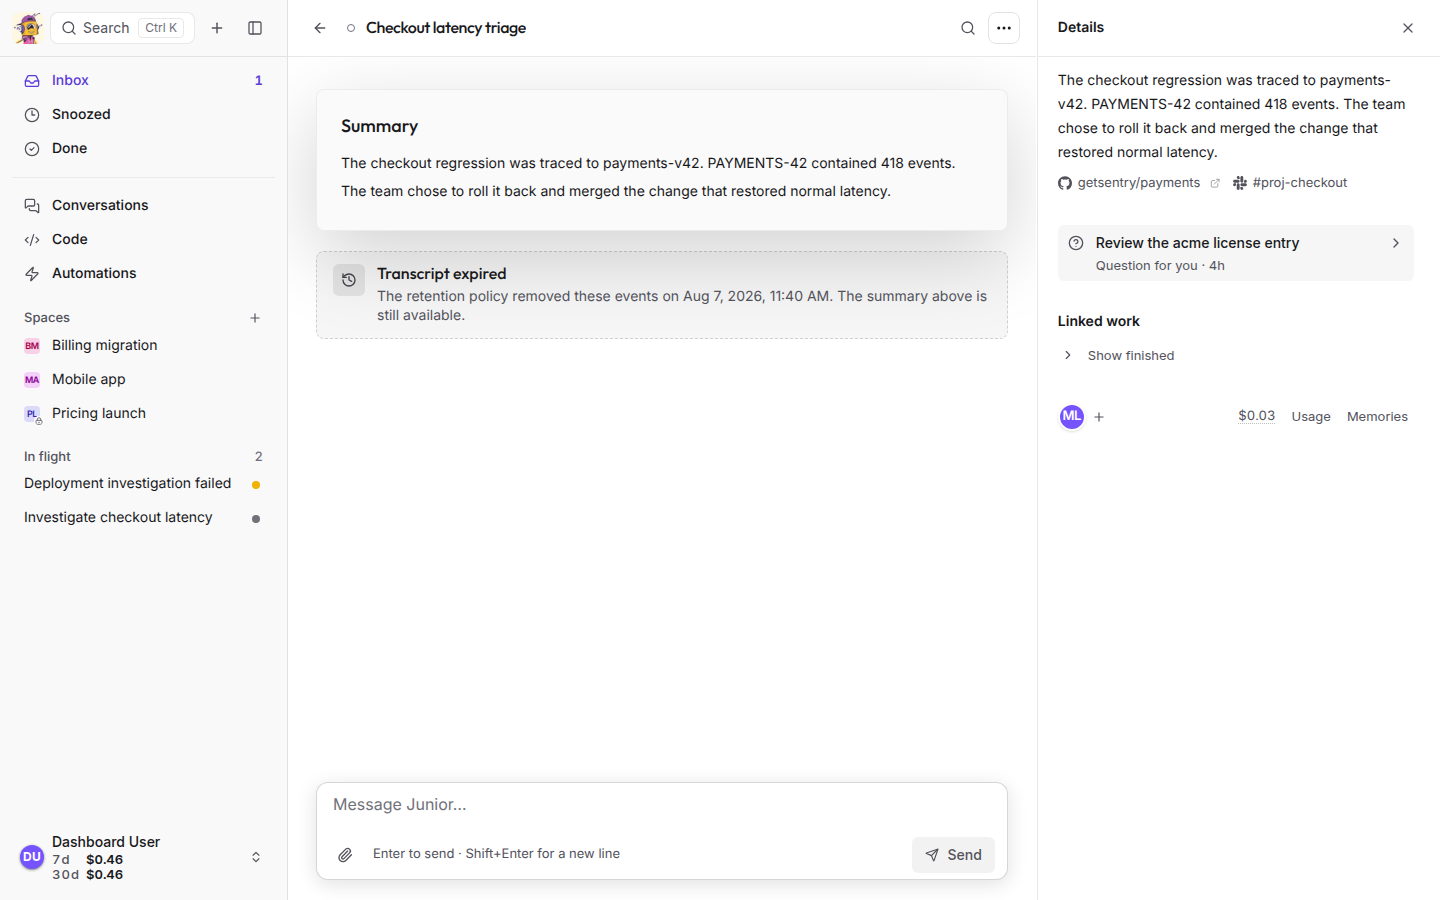 Search Ctrl K
Inbox 1
Snoozed
Done
Conversations
Code
Automations
Spaces
BM Billing migration
MA Mobile app
PL Pricing launch
In flight 2
Deployment investigation failed
Investigate checkout latency
DU Dashboard User
7d $0.46
30d $0.46
Checkout latency triage
Summary
The checkout regression was traced to payments-v42. PAYMENTS-42 contained 418 events.
The team chose to roll it back and merged the change that restored normal latency.
Transcript expired
The retention policy removed these events on Aug 7, 2026, 11:40 AM. The summary above is
still available.
Message Junior...
Enter to send · Shift+Enter for a new line
Send
Details
The checkout regression was traced to payments-
v42. PAYMENTS-42 contained 418 events. The team
chose to roll it back and merged the change that
restored normal latency.
getsentry/payments #proj-checkout
Review the acme license entry
Question for you · 4h
Linked work
Show finished
ML $0.03 Usage Memories